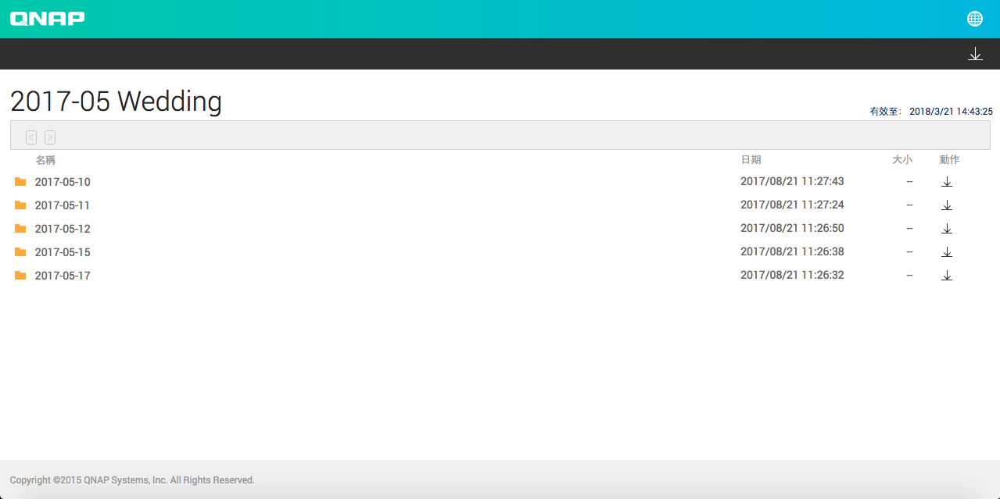 QNAP
2017-05 Wedding
有效至： 2018/3/21 14:43:25
< >
名稱 日期 大小 動作
2017-05-10 2017/08/21 11:27:43 --
2017-05-11 2017/08/21 11:27:24 --
2017-05-12 2017/08/21 11:26:50 --
2017-05-15 2017/08/21 11:26:38 --
2017-05-17 2017/08/21 11:26:32 --
Copyright ©2015 QNAP Systems, Inc. All Rights Reserved.